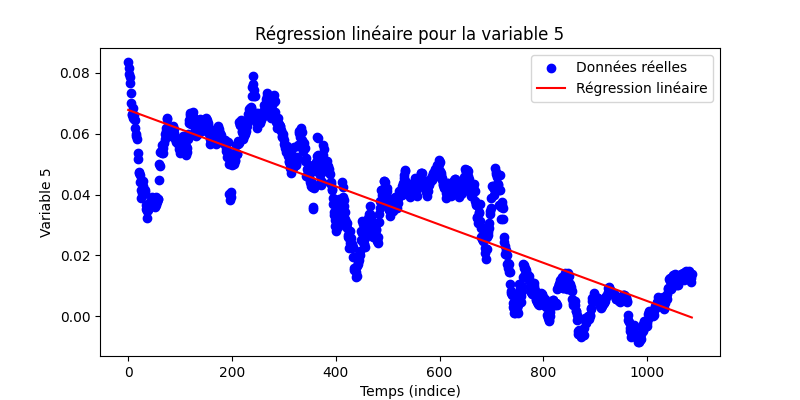 Régression linéaire pour la variable 5
Données réelles
Régression linéaire
0.08
0.06
0.04
0.02
0.00
Variable 5
0
200
400
600
800
1000
Temps (indice)